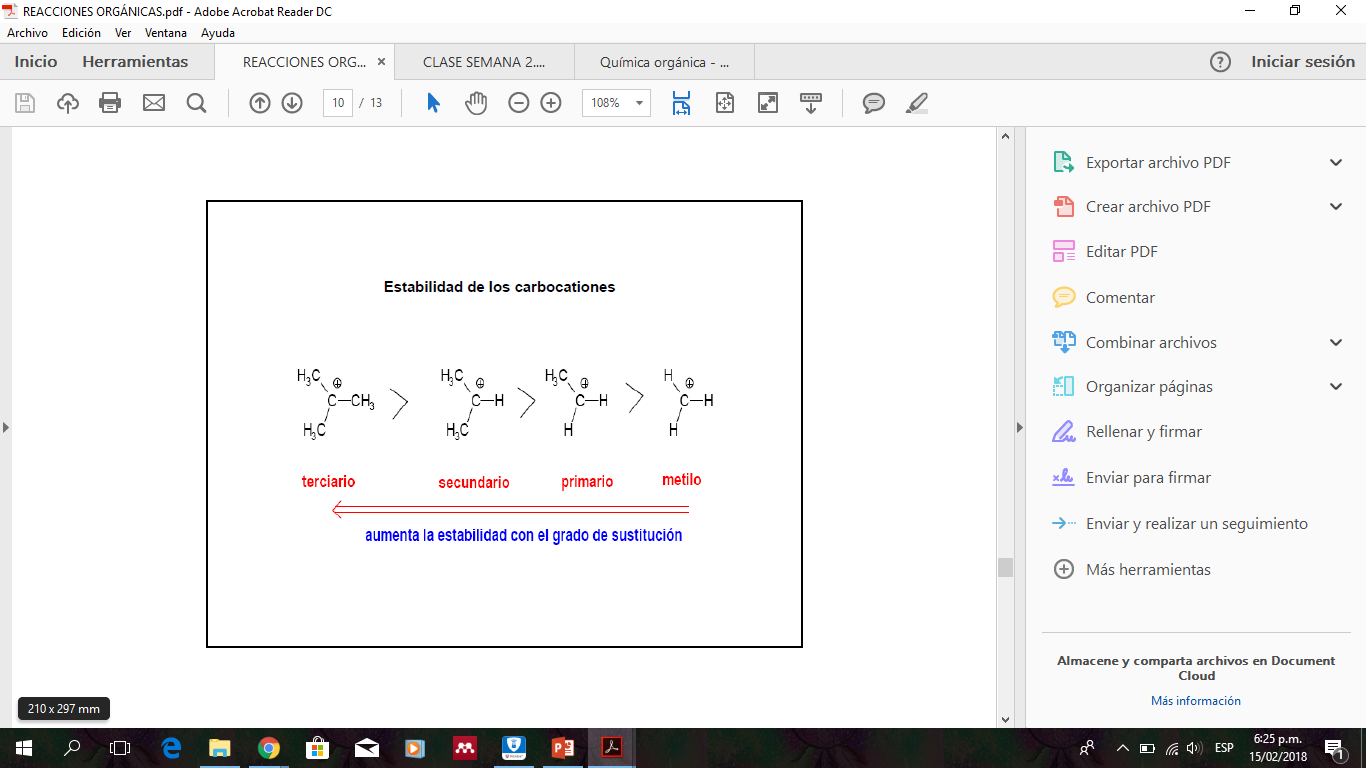 REACCIONES ORGÁNICAS.pdf - Adobe Acrobat Reader DC
Archivo Edición Ver Ventana Ayuda
Inicio Herramientas REACCIONES ORG... × CLASE SEMANA 2.... Química orgánica - ... Iniciar sesión
10 / 13 108%
Exportar archivo PDF
Crear archivo PDF
Editar PDF
Comentar
Combinar archivos
Organizar páginas
Rellenar y firmar
Enviar para firmar
Enviar y realizar un seguimiento
Más herramientas
Almacene y comparta archivos en Document
Cloud
Más información
Estabilidad de los carbocationes
H3C ⊕ H3C ⊕ H3C ⊕ H ⊕
C—CH3 > C—H > C—H > C—H
H3C H3C H H
terciario secundario primario metilo
aumenta la estabilidad con el grado de sustitución
210 x 297 mm
ESP
6:25 p.m.
15/02/2018
1